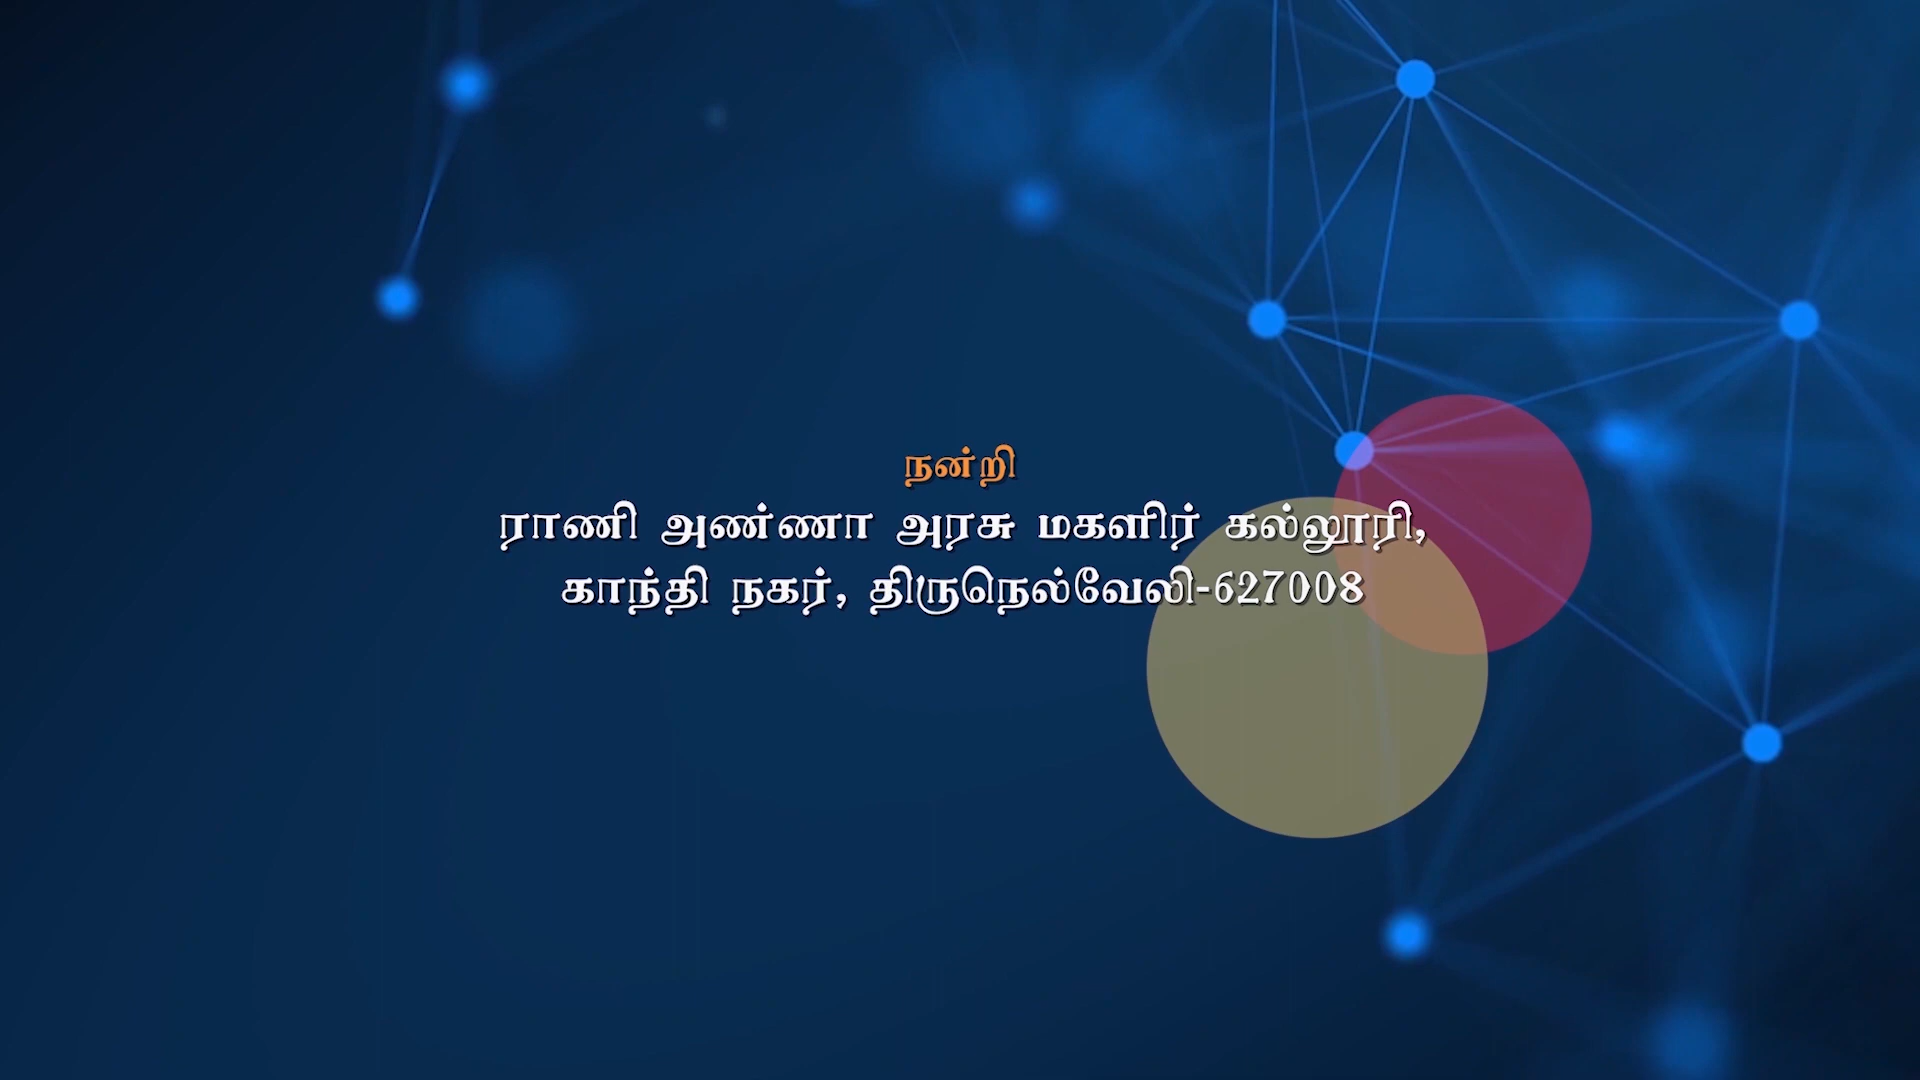 நன்றி
ராணி அண்ணா அரசு மகளிர் கல்லூரி,
காந்தி நகர், திருநெல்வேலி-627008